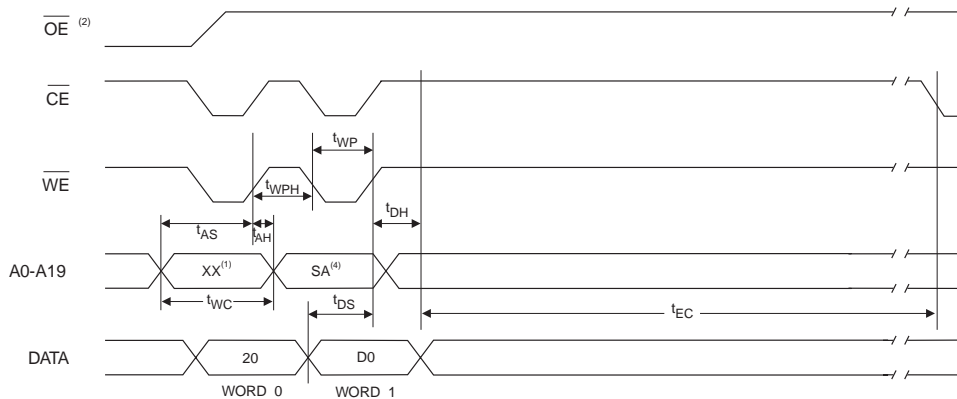 OE (2)
CE
tWP
WE
tWPH
tDH
tAS
tAH
A0-A19
XX(1)
SA(4)
tWC
tDS
tEC
DATA
20
D0
WORD 0
WORD 1